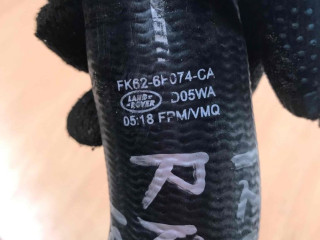 FK62-6F074-CA
LAND-ROVER D05WA
05:18 FPM/VMQ
R